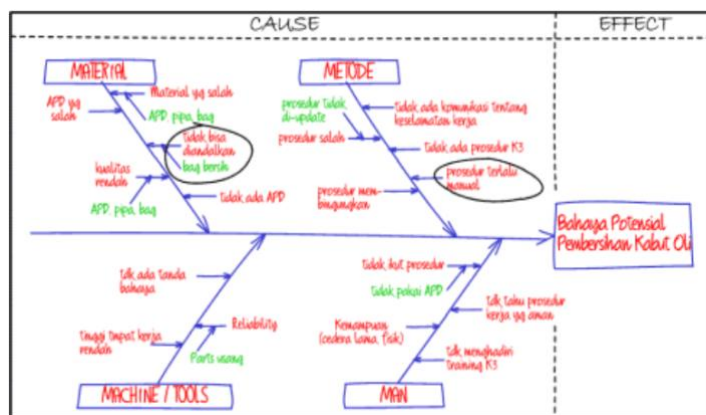 CAUSE
EFFECT
MATERIAL
Material yg salah
APD yg
salah
APD, pipa, bag
tidak bisa
diandalkan
bag bersih
kualitas
rendah
APD, pipa, bag
tidak ada APD
METODE
prosedur tidak
di-update
tidak ada komunikasi tentang
keselamatan kerja
prosedur salah
tidak ada prosedur K3
prosedur terlalu
manual
prosedur mem-
bingungkan
Bahaya Potensial
Pembersihan Kabut Oli
tdk ada tanda
bahaya
Reliability
tinggi tmpat kerja
rendah
Parts usang
MACHINE / TOOLS
tidak ikut prosedur
tidak pakai APD
tdk tahu prosedur
kerja yg aman
Kemampuan
(cedera lama, fisik)
tdk menghadiri
training K3
MAN